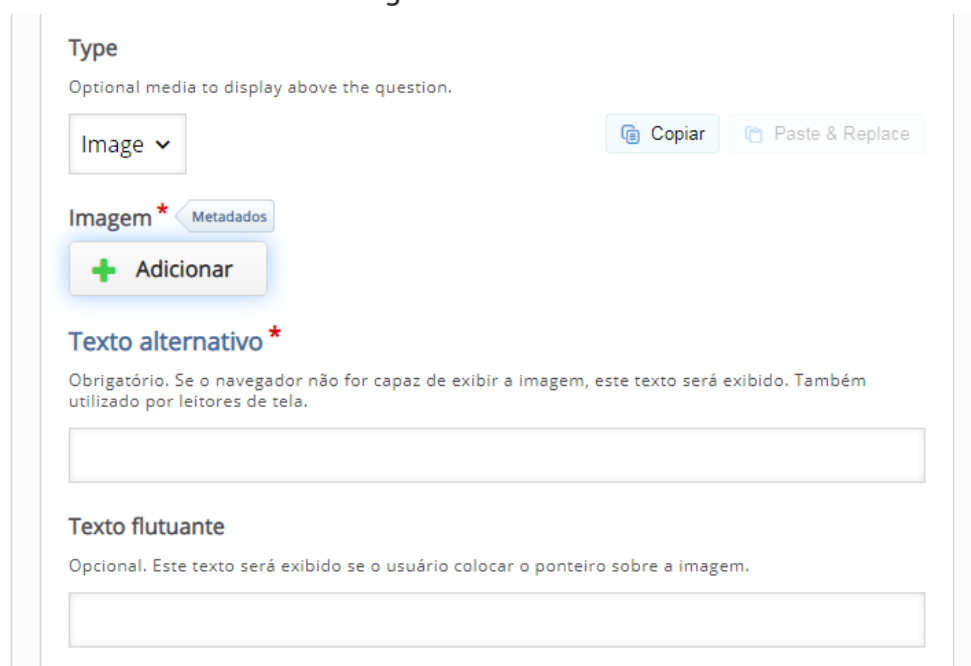 Type
Optional media to display above the question.
Image
Copiar
Paste & Replace
Imagem *
Metadados
Adicionar
Texto alternativo *
Obrigatório. Se o navegador não for capaz de exibir a imagem, este texto será exibido. Também
utilizado por leitores de tela.
Texto flutuante
Opcional. Este texto será exibido se o usuário colocar o ponteiro sobre a imagem.